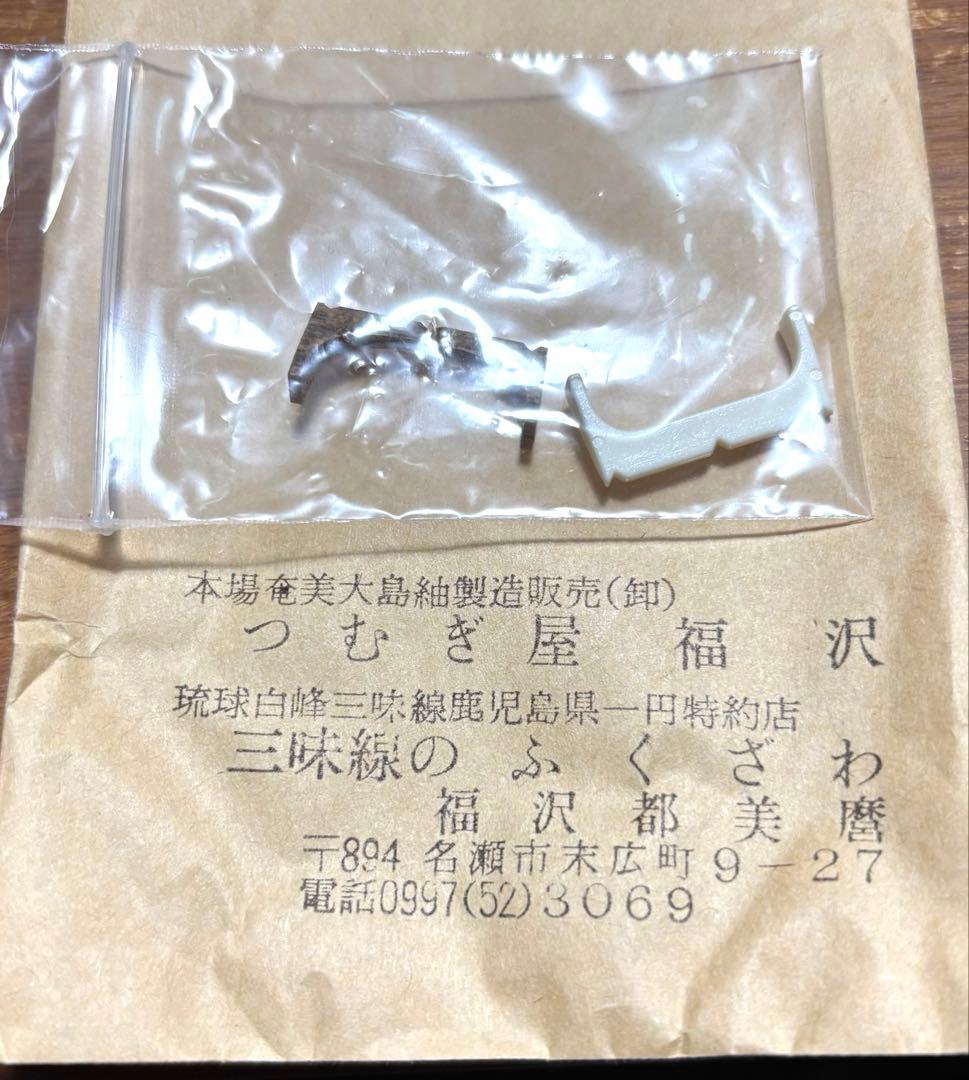 本場奄美大島紬製造販売(卸)
つむぎ屋 福沢
琉球白峰三味線鹿児島県一円特約店
三味線のふくざわ
福沢都美麿
〒894 名瀬市末広町9-27
電話0997(52)3069